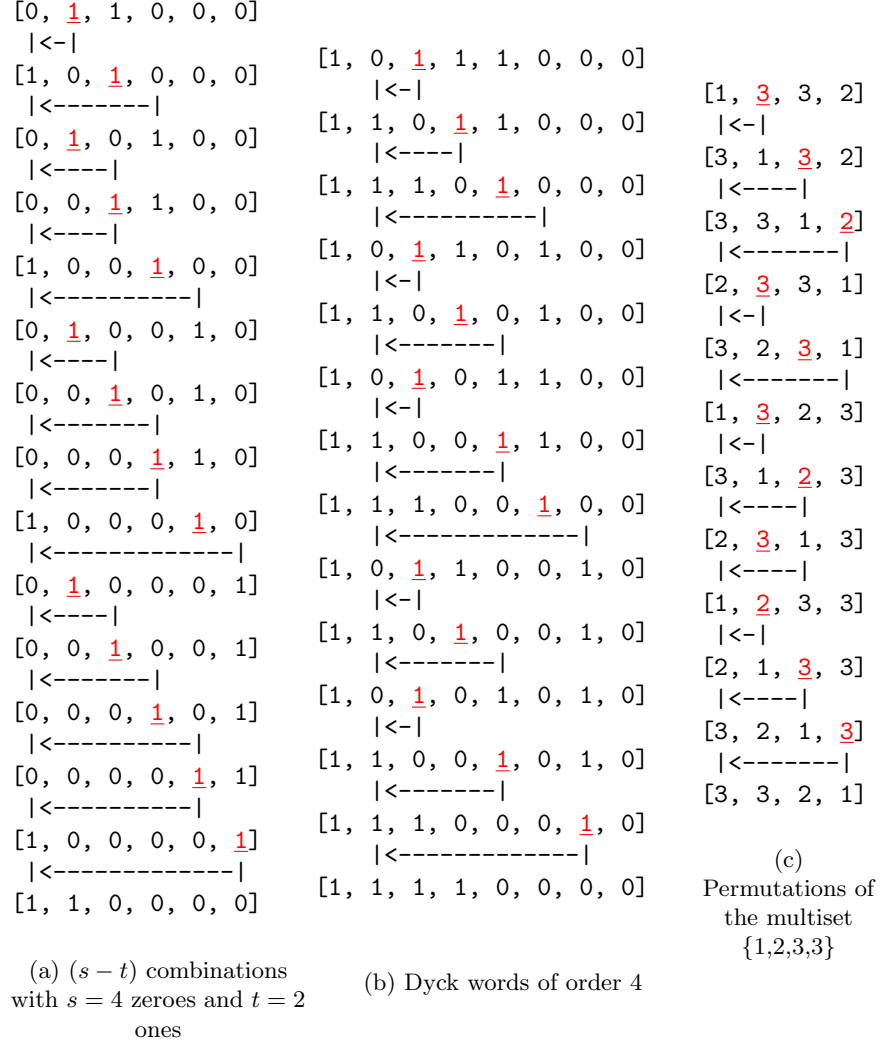 [0, 1, 1, 0, 0, 0]
|<-|
[1, 0, 1, 0, 0, 0]
|<-------|
[0, 1, 0, 1, 0, 0]
|<----|
[0, 0, 1, 1, 0, 0]
|<----|
[1, 0, 0, 1, 0, 0]
|<----------|
[0, 1, 0, 0, 1, 0]
|<----|
[0, 0, 1, 0, 1, 0]
|<-------|
[0, 0, 0, 1, 1, 0]
|<-------|
[1, 0, 0, 0, 1, 0]
|<-------------|
[0, 1, 0, 0, 0, 1]
|<----|
[0, 0, 1, 0, 0, 1]
|<-------|
[0, 0, 0, 1, 0, 1]
|<----------|
[0, 0, 0, 0, 1, 1]
|<----------|
[1, 0, 0, 0, 0, 1]
|<-------------|
[1, 1, 0, 0, 0, 0]
(a) (s − t) combinations
with s = 4 zeroes and t = 2
ones
[1, 0, 1, 1, 1, 0, 0, 0]
|<-|
[1, 1, 0, 1, 1, 0, 0, 0]
|<----|
[1, 1, 1, 0, 1, 0, 0, 0]
|<----------|
[1, 0, 1, 1, 0, 1, 0, 0]
|<-|
[1, 1, 0, 1, 0, 1, 0, 0]
|<-------|
[1, 0, 1, 0, 1, 1, 0, 0]
|<-|
[1, 1, 0, 0, 1, 1, 0, 0]
|<-------|
[1, 1, 1, 0, 0, 1, 0, 0]
|<-------------|
[1, 0, 1, 1, 0, 0, 1, 0]
|<-|
[1, 1, 0, 1, 0, 0, 1, 0]
|<-------|
[1, 0, 1, 0, 1, 0, 1, 0]
|<-|
[1, 1, 0, 0, 1, 0, 1, 0]
|<-------|
[1, 1, 1, 0, 0, 0, 1, 0]
|<-------------|
[1, 1, 1, 1, 0, 0, 0, 0]
(b) Dyck words of order 4
[1, 3, 3, 2]
|<-|
[3, 1, 3, 2]
|<----|
[3, 3, 1, 2]
|<-------|
[2, 3, 3, 1]
|<-|
[3, 2, 3, 1]
|<-------|
[1, 3, 2, 3]
|<-|
[3, 1, 2, 3]
|<----|
[2, 3, 1, 3]
|<----|
[1, 2, 3, 3]
|<-|
[2, 1, 3, 3]
|<----|
[3, 2, 1, 3]
|<-------|
[3, 3, 2, 1]
(c)
Permutations of
the multiset
{1,2,3,3}